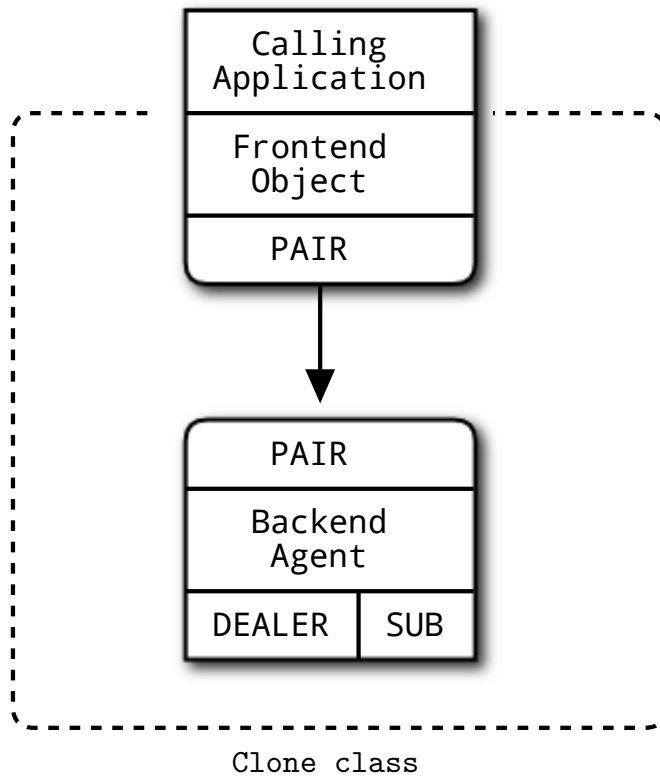 Calling
Application
Frontend
Object
PAIR
PAIR
Backend
Agent
DEALER SUB
Clone class